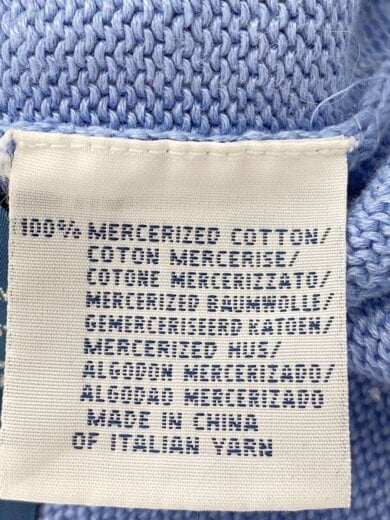 100% MERCERIZED COTTON/
COTON MERCERISE/
COTONE MERCERIZZATO/
MERCERIZED BAUMWOLLE/
GEMERCERISEERD KATOEN/
MERCERIZED HUS/
ALGODON MERCERIZADO/
ALGODAO MERCERIZADO
MADE IN CHINA
OF ITALIAN YARN